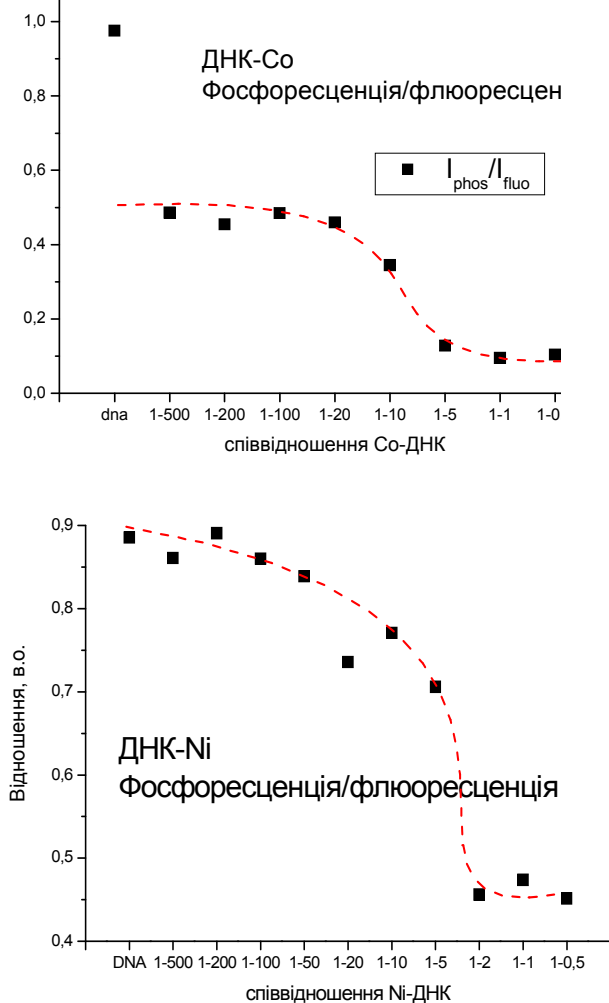 1,0
ДНК-Co
Фосфоресценція/флюоресцен
0,8
0,6
I_phos/I_fluo
0,4
0,2
0,0
dna 1-500 1-200 1-100 1-20 1-10 1-5 1-1 1-0
співвідношення Со-ДНК
0,9
0,8
0,7
Відношення, в.о.
ДНК-Ni
Фосфоресценція/флюоресценція
0,6
0,5
0,4
DNA 1-500 1-200 1-100 1-50 1-20 1-10 1-5 1-2 1-1 1-0,5
співвідношення Ni-ДНК